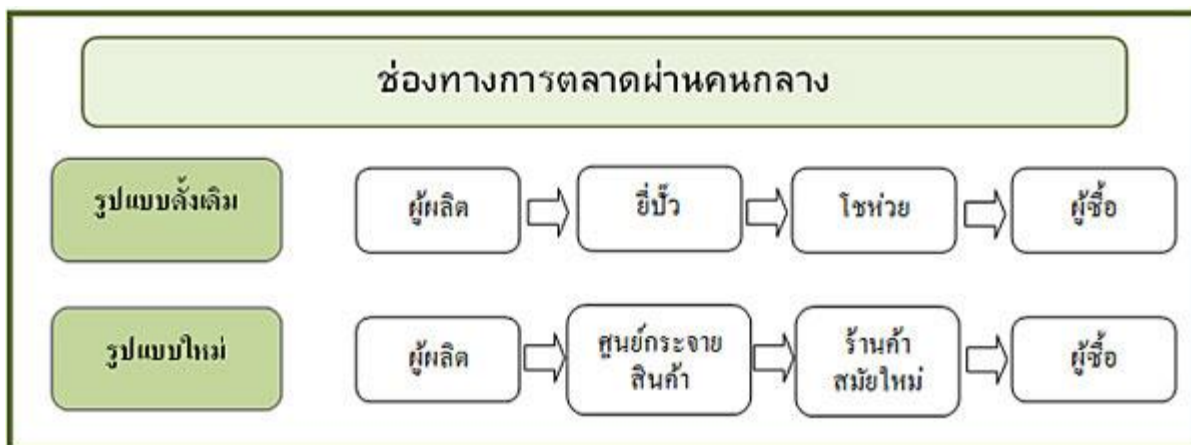 ช่องทางการตลาดผ่านคนกลาง
รูปแบบดั้งเดิม
ผู้ผลิต
ยี่ปั๊ว
โชห่วย
ผู้ซื้อ
รูปแบบใหม่
ผู้ผลิต
ศูนย์กระจาย
สินค้า
ร้านค้า
สมัยใหม่
ผู้ซื้อ